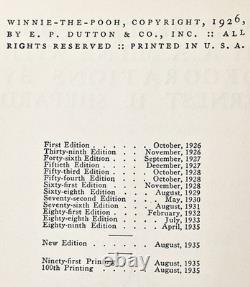 WINNIE-THE-POOH, COPYRIGHT, 1926,
BY E. P. DUTTON & CO., INC. :: ALL
RIGHTS RESERVED :: PRINTED IN U. S. A.
First Edition - - - - October, 1926
Thirty-ninth Edition - - November, 1926
Forty-sixth Edition - - September, 1927
Fiftieth Edition - - - December, 1927
Fifty-third Edition - - October, 1928
Fifty-fourth Edition - - October, 1928
Sixty-first Edition - - November, 1928
Sixty-eighth Edition - - August, 1929
Seventy-second Edition - - May, 1930
Seventy-sixth Edition - - August, 1931
Eighty-first Edition - - February, 1932
Eighty-eighth Edition - - July, 1933
Eighty-ninth Edition - - April, 1935
New Edition - - - - August, 1935
Ninety-first Printing - - August, 1935
100th Printing - - - August, 1935